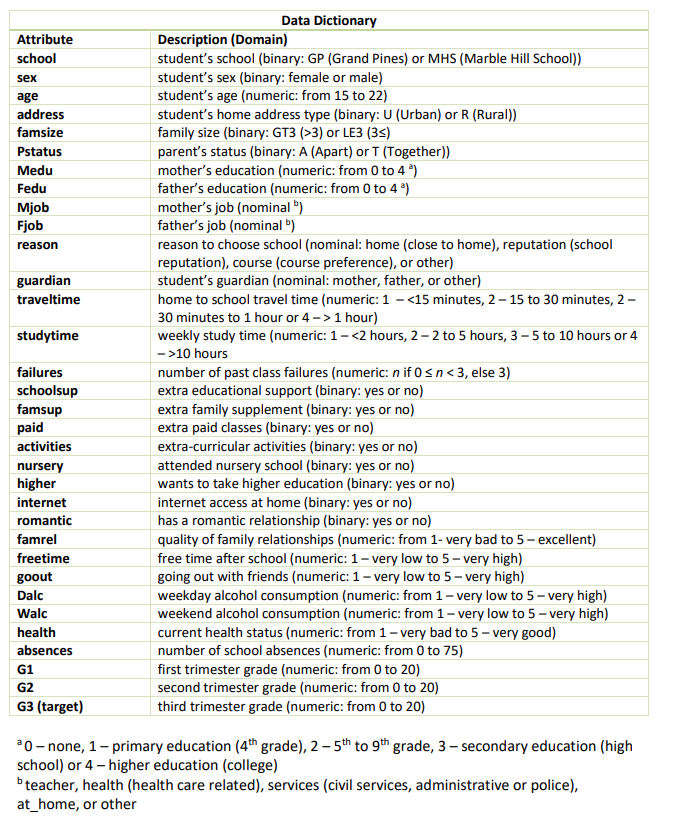 Data Dictionary
Attribute Description (Domain)
school student's school (binary: GP (Grand Pines) or MHS (Marble Hill School))
sex student's sex (binary: female or male)
age student's age (numeric: from 15 to 22)
address student's home address type (binary: U (Urban) or R (Rural))
famsize family size (binary: GT3 (>3) or LE3 (3≤)
Pstatus parent's status (binary: A (Apart) or T (Together))
Medu mother's education (numeric: from 0 to 4 ᵃ)
Fedu father's education (numeric: from 0 to 4 ᵃ)
Mjob mother's job (nominal ᵇ)
Fjob father's job (nominal ᵇ)
reason reason to choose school (nominal: home (close to home), reputation (school
reputation), course (course preference), or other)
guardian student's guardian (nominal: mother, father, or other)
traveltime home to school travel time (numeric: 1 – <15 minutes, 2 – 15 to 30 minutes, 2 –
30 minutes to 1 hour or 4 –> 1 hour)
studytime weekly study time (numeric: 1 – <2 hours, 2 – 2 to 5 hours, 3 – 5 to 10 hours or 4
– >10 hours
failures number of past class failures (numeric: n if 0 ≤ n < 3, else 3)
schoolsup extra educational support (binary: yes or no)
famsup extra family supplement (binary: yes or no)
paid extra paid classes (binary: yes or no)
activities extra-curricular activities (binary: yes or no)
nursery attended nursery school (binary: yes or no)
higher wants to take higher education (binary: yes or no)
internet internet access at home (binary: yes or no)
romantic has a romantic relationship (binary: yes or no)
famrel quality of family relationships (numeric: from 1- very bad to 5 – excellent)
freetime free time after school (numeric: 1 – very low to 5 – very high)
goout going out with friends (numeric: 1 – very low to 5 – very high)
Dalc weekday alcohol consumption (numeric: from 1 – very low to 5 – very high)
Walc weekend alcohol consumption (numeric: from 1 – very low to 5 – very high)
health current health status (numeric: from 1 – very bad to 5 – very good)
absences number of school absences (numeric: from 0 to 75)
G1 first trimester grade (numeric: from 0 to 20)
G2 second trimester grade (numeric: from 0 to 20)
G3 (target) third trimester grade (numeric: from 0 to 20)
ᵃ 0 – none, 1 – primary education (4ᵗʰ grade), 2 – 5ᵗʰ to 9ᵗʰ grade, 3 – secondary education (high
school) or 4 – higher education (college)
ᵇ teacher, health (health care related), services (civil services, administrative or police),
at_home, or other